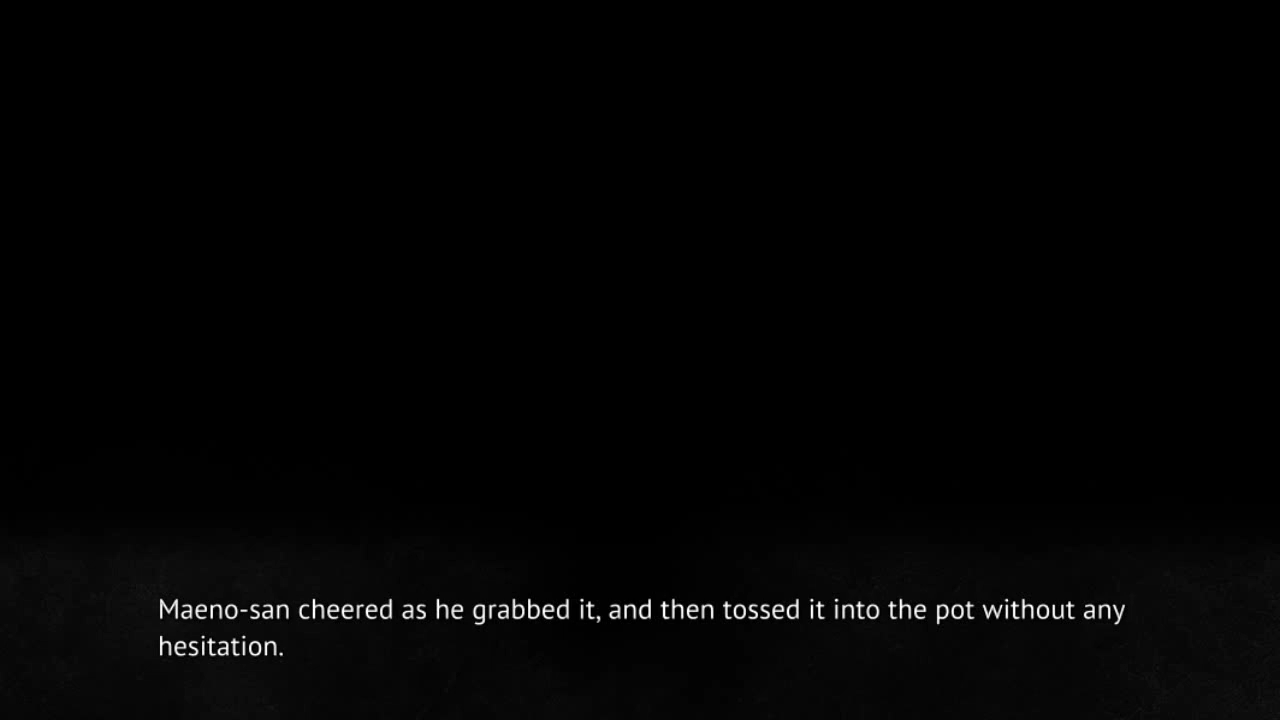 Maeno-san cheered as he grabbed it, and then tossed it into the pot without any
hesitation.